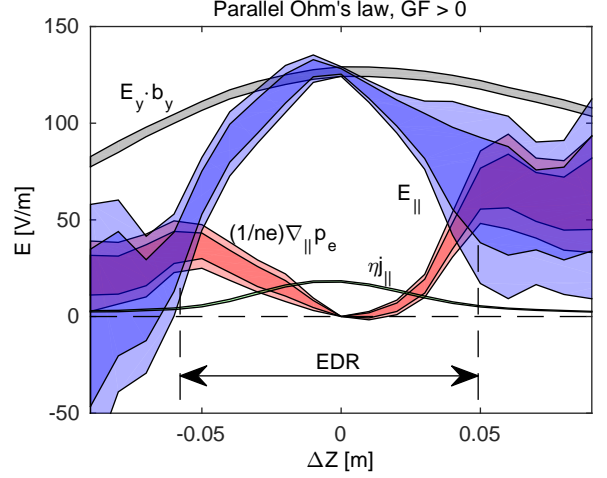 Parallel Ohm's law, GF > 0
150
100
50
0
-50
E [V/m]
E_y·b_y
E_||
(1/ne)∇_||p_e
ηj_||
EDR
-0.05
0
0.05
ΔZ [m]